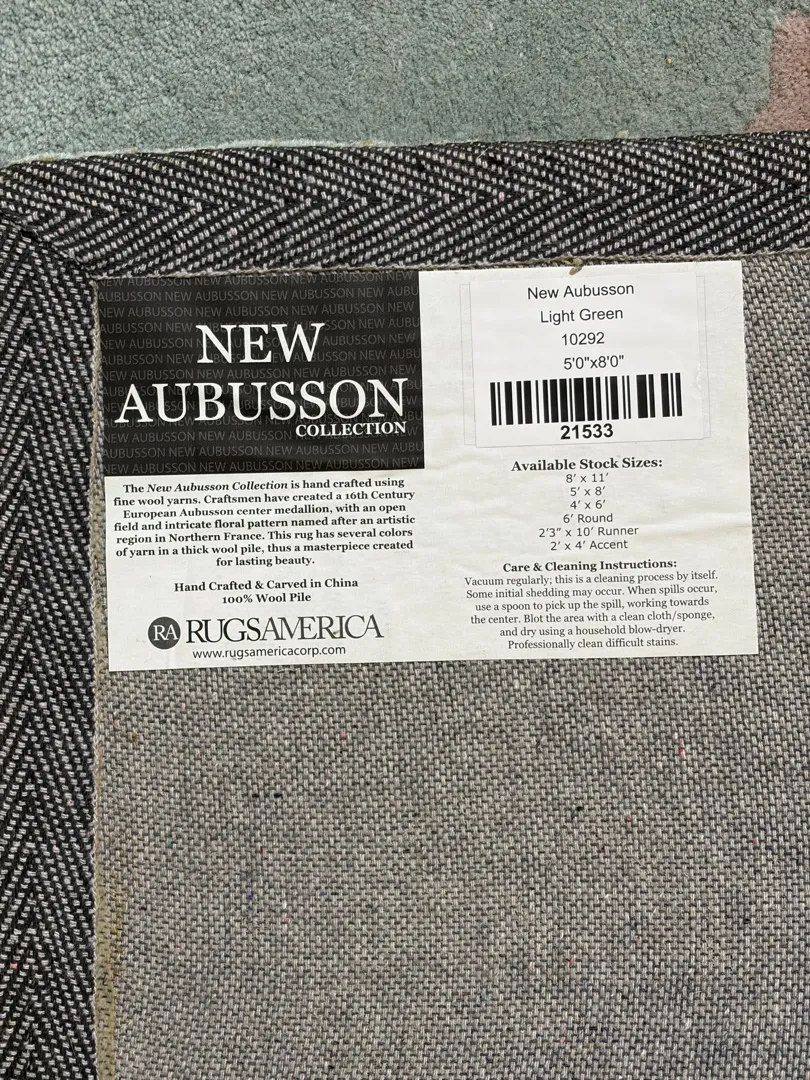 AUBUSSON NEW AUBUSSON NEW AUBUSSON NEW AUBU
NEW
AUBUSSON
COLLECTION
The New Aubusson Collection is hand crafted using
fine wool yarns. Craftsmen have created a 16th Century
European Aubusson center medallion, with an open
field and intricate floral pattern named after an artistic
region in Northern France. This rug has several colors
of yarn in a thick wool pile, thus a masterpiece created
for lasting beauty.
Hand Crafted & Carved in China
100% Wool Pile
RA RUGSAMERICA
www.rugsamericacorp.com
New Aubusson
Light Green
10292
5'0"x8'0"
21533
Available Stock Sizes:
8' x 11'
5' x 8'
4' x 6'
6' Round
2'3" x 10' Runner
2' x 4' Accent
Care & Cleaning Instructions:
Vacuum regularly; this is a cleaning process by itself.
Some initial shedding may occur. When spills occur,
use a spoon to pick up the spill, working towards
the center. Blot the area with a clean cloth/sponge,
and dry using a household blow-dryer.
Professionally clean difficult stains.